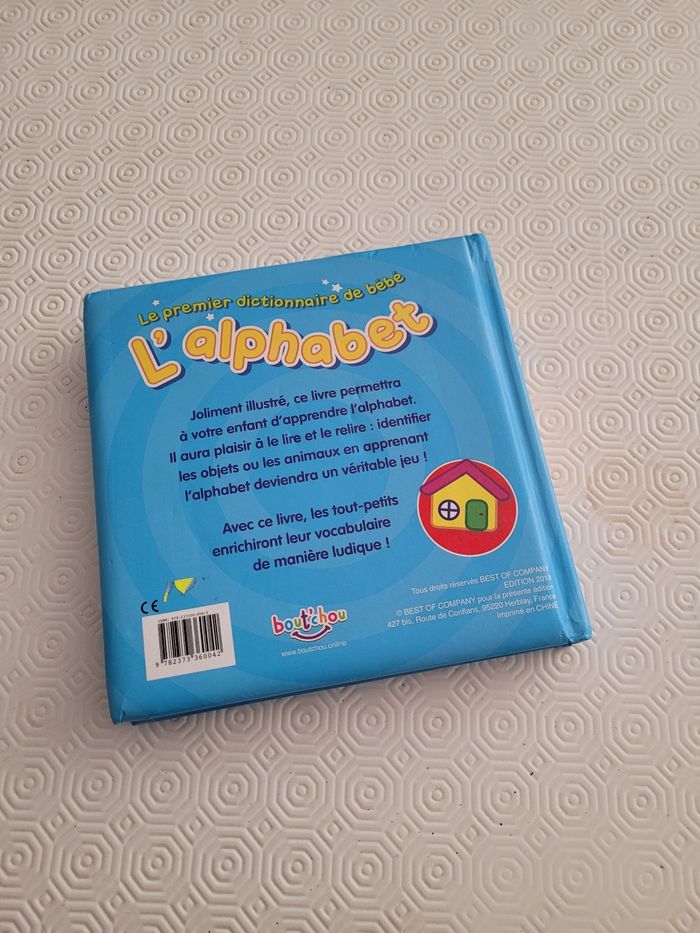 Le premier dictionnaire de bébé
L'alphabet
Joliment illustré, ce livre permettra
à votre enfant d'apprendre l'alphabet.
Il aura plaisir à le lire et le relire : identifier
les objets ou les animaux en apprenant
l'alphabet deviendra un véritable jeu !
Avec ce livre, les tout-petits
enrichiront leur vocabulaire
de manière ludique !
Tous droits réservés BEST OF COMPANY
EDITION 2018
© BEST OF COMPANY pour la présente édition
427 bis, Route de Conflans, 95220 Herblay, France
Imprimé en CHINE
CE
9 782373 360042
bout'chou
www.boutchou.online